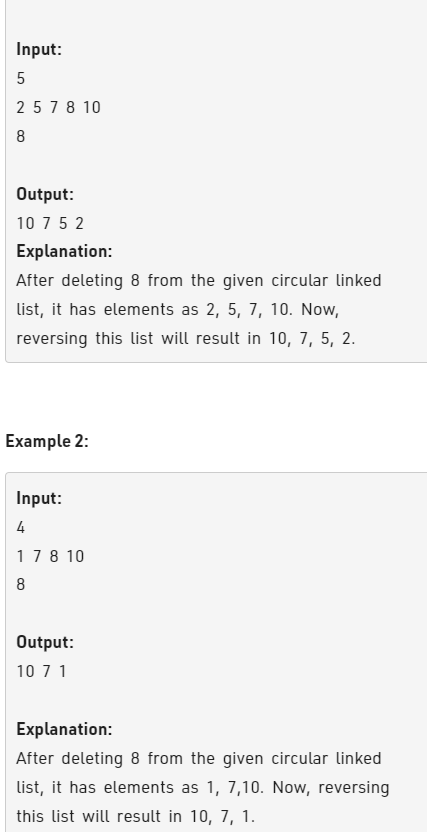 Input:
5
2 5 7 8 10
8
Output:
10 7 5 2
Explanation:
After deleting 8 from the given circular linked
list, it has elements as 2, 5, 7, 10. Now,
reversing this list will result in 10, 7, 5, 2.
Example 2:
Input:
4
1 7 8 10
8
Output:
10 7 1
Explanation:
After deleting 8 from the given circular linked
list, it has elements as 1, 7,10. Now, reversing
this list will result in 10, 7, 1.